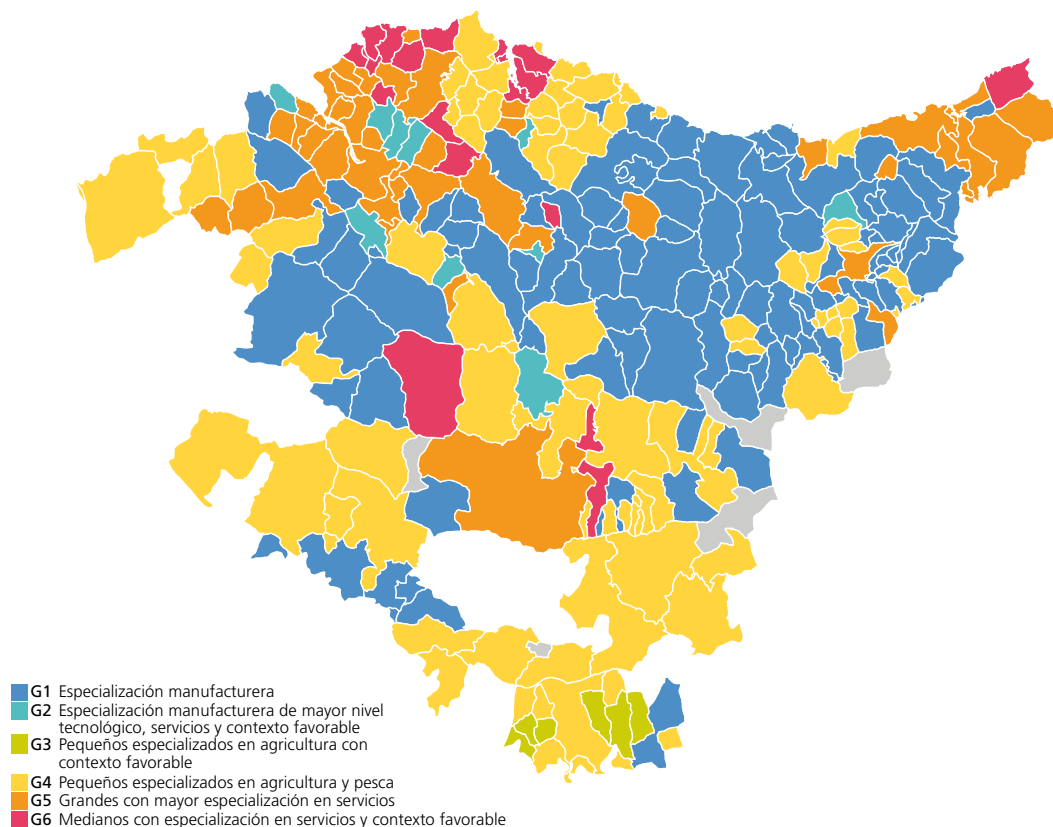 G1 Especialización manufacturera
G2 Especialización manufacturera de mayor nivel
tecnológico, servicios y contexto favorable
G3 Pequeños especializados en agricultura con
contexto favorable
G4 Pequeños especializados en agricultura y pesca
G5 Grandes con mayor especialización en servicios
G6 Medianos con especialización en servicios y contexto favorable